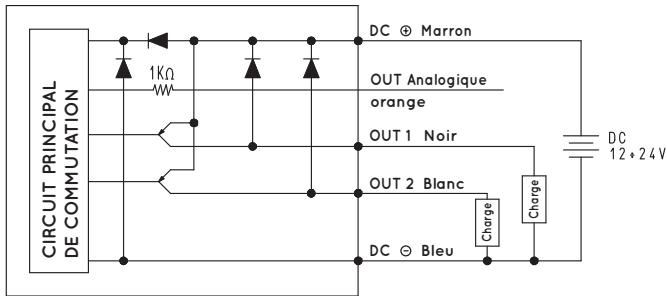 CIRCUIT PRINCIPAL
DE COMMUTATION
1KΩ
DC ⊕ Marron
OUT Analogique
orange
OUT 1 Noir
OUT 2 Blanc
DC ⊖ Bleu
Charge
Charge
DC
12÷24V